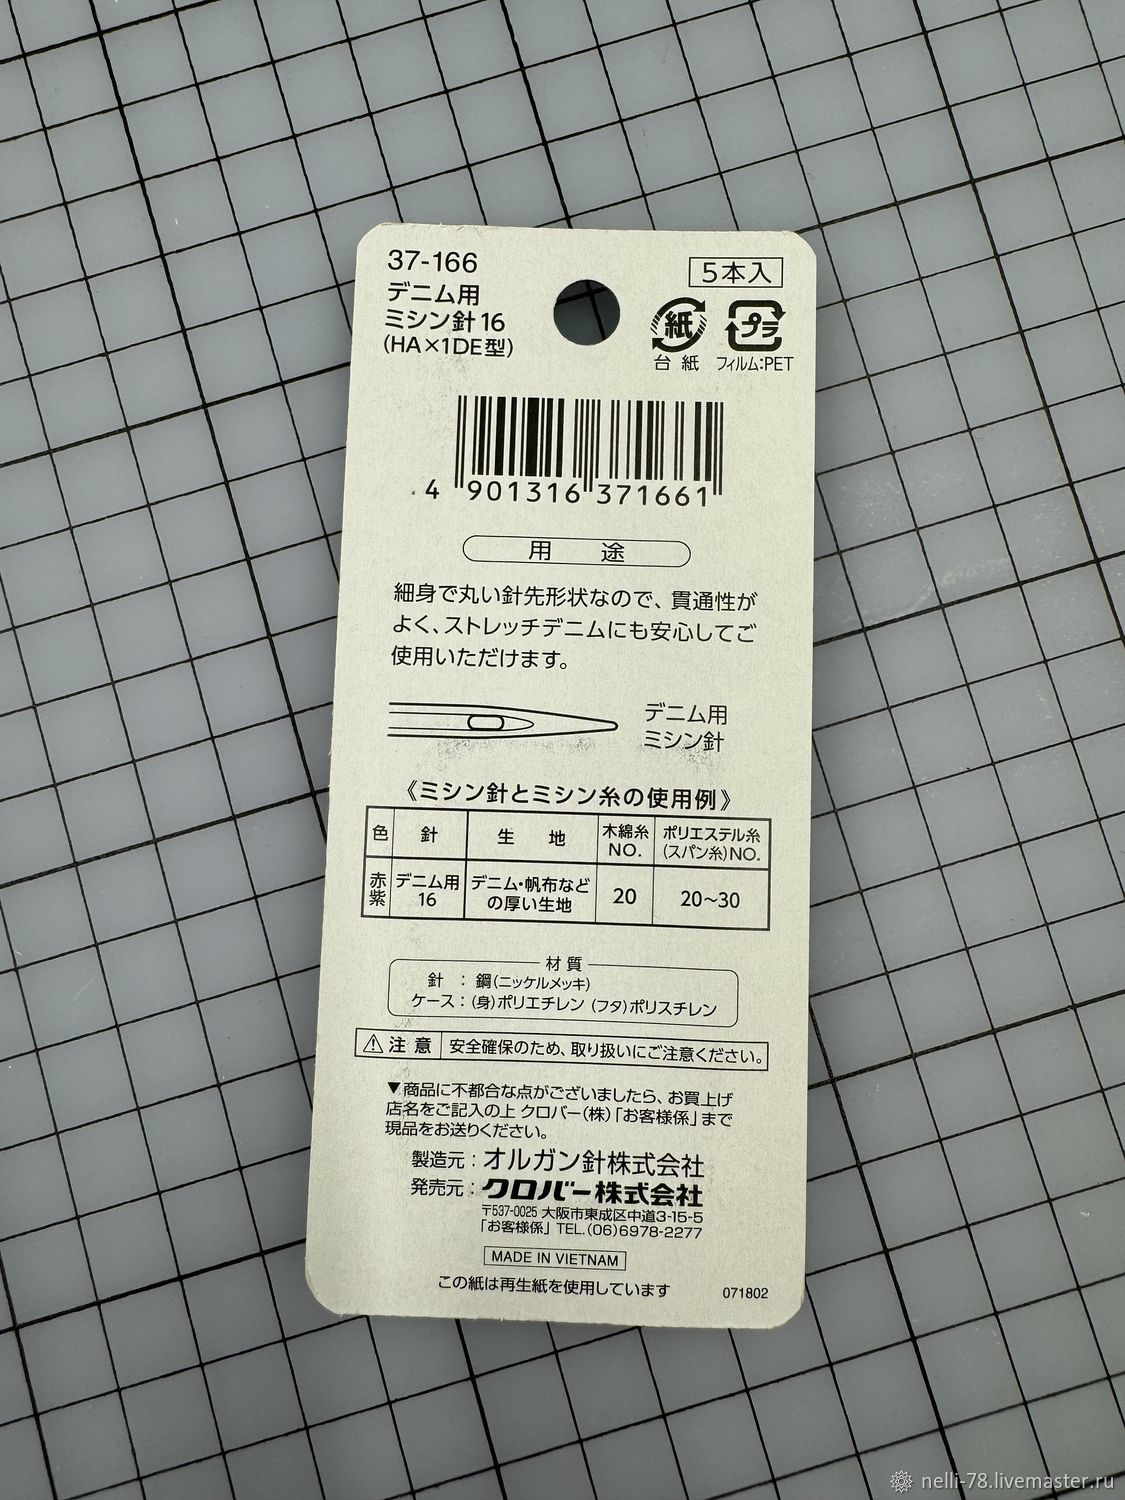 37-166
デニム用
ミシン針16
(HA×1DE型)
5本入
紙
台紙
プラ
フィルム:PET
4 901316 371661
用途
細身で丸い針先形状なので、貫通性が
よく、ストレッチデニムにも安心してご
使用いただけます。
デニム用
ミシン針
《ミシン針とミシン糸の使用例》
色 針 生地 木綿糸NO. ポリエステル糸(スパン糸)NO.
赤紫 デニム用16 デニム・帆布などの厚い生地 20 20〜30
材質
針 : 鋼(ニッケルメッキ)
ケース : (身)ポリエチレン (フタ)ポリスチレン
⚠注意 安全確保のため、取り扱いにご注意ください。
▼商品に不都合な点がございましたら、お買上げ
店名をご記入の上 クロバー(株)「お客様係」まで
現品をお送りください。
製造元 : オルガン針株式会社
発売元 : クロバー株式会社
〒537-0025 大阪市東成区中道3-15-5
「お客様係」 TEL.(06)6978-2277
MADE IN VIETNAM
この紙は再生紙を使用しています
071802
nelli-78.livemaster.ru